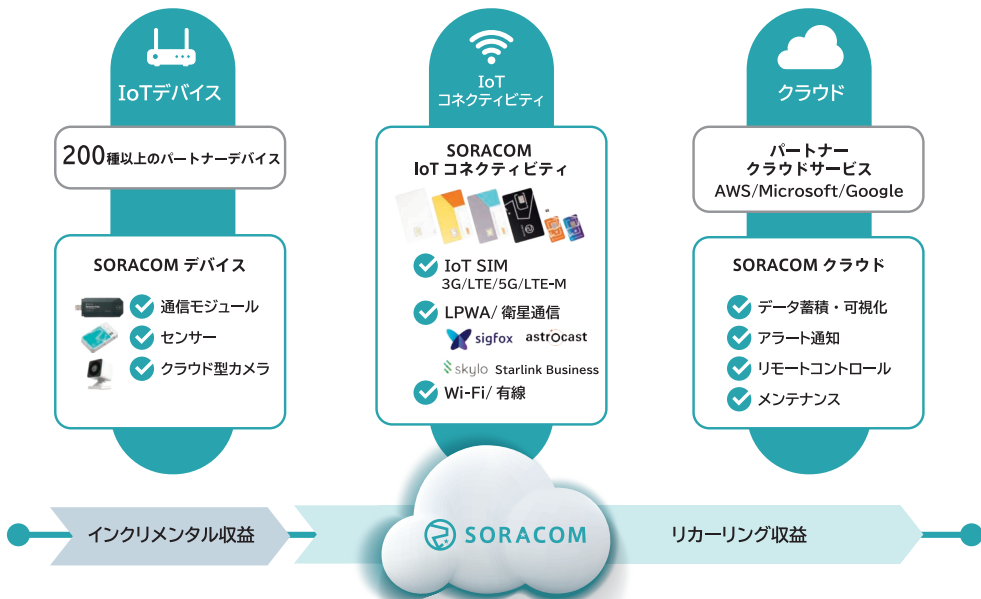 IoTデバイス
200種以上のパートナーデバイス
SORACOM デバイス
通信モジュール
センサー
クラウド型カメラ
IoT
コネクティビティ
SORACOM
IoT コネクティビティ
SORACOM
IoT SIM
3G/LTE/5G/LTE-M
LPWA/ 衛星通信
sigfox astrocast
skylo Starlink Business
Wi-Fi/ 有線
クラウド
パートナー
クラウドサービス
AWS/Microsoft/Google
SORACOM クラウド
データ蓄積・可視化
アラート通知
リモートコントロール
メンテナンス
インクリメンタル収益
SORACOM
リカーリング収益